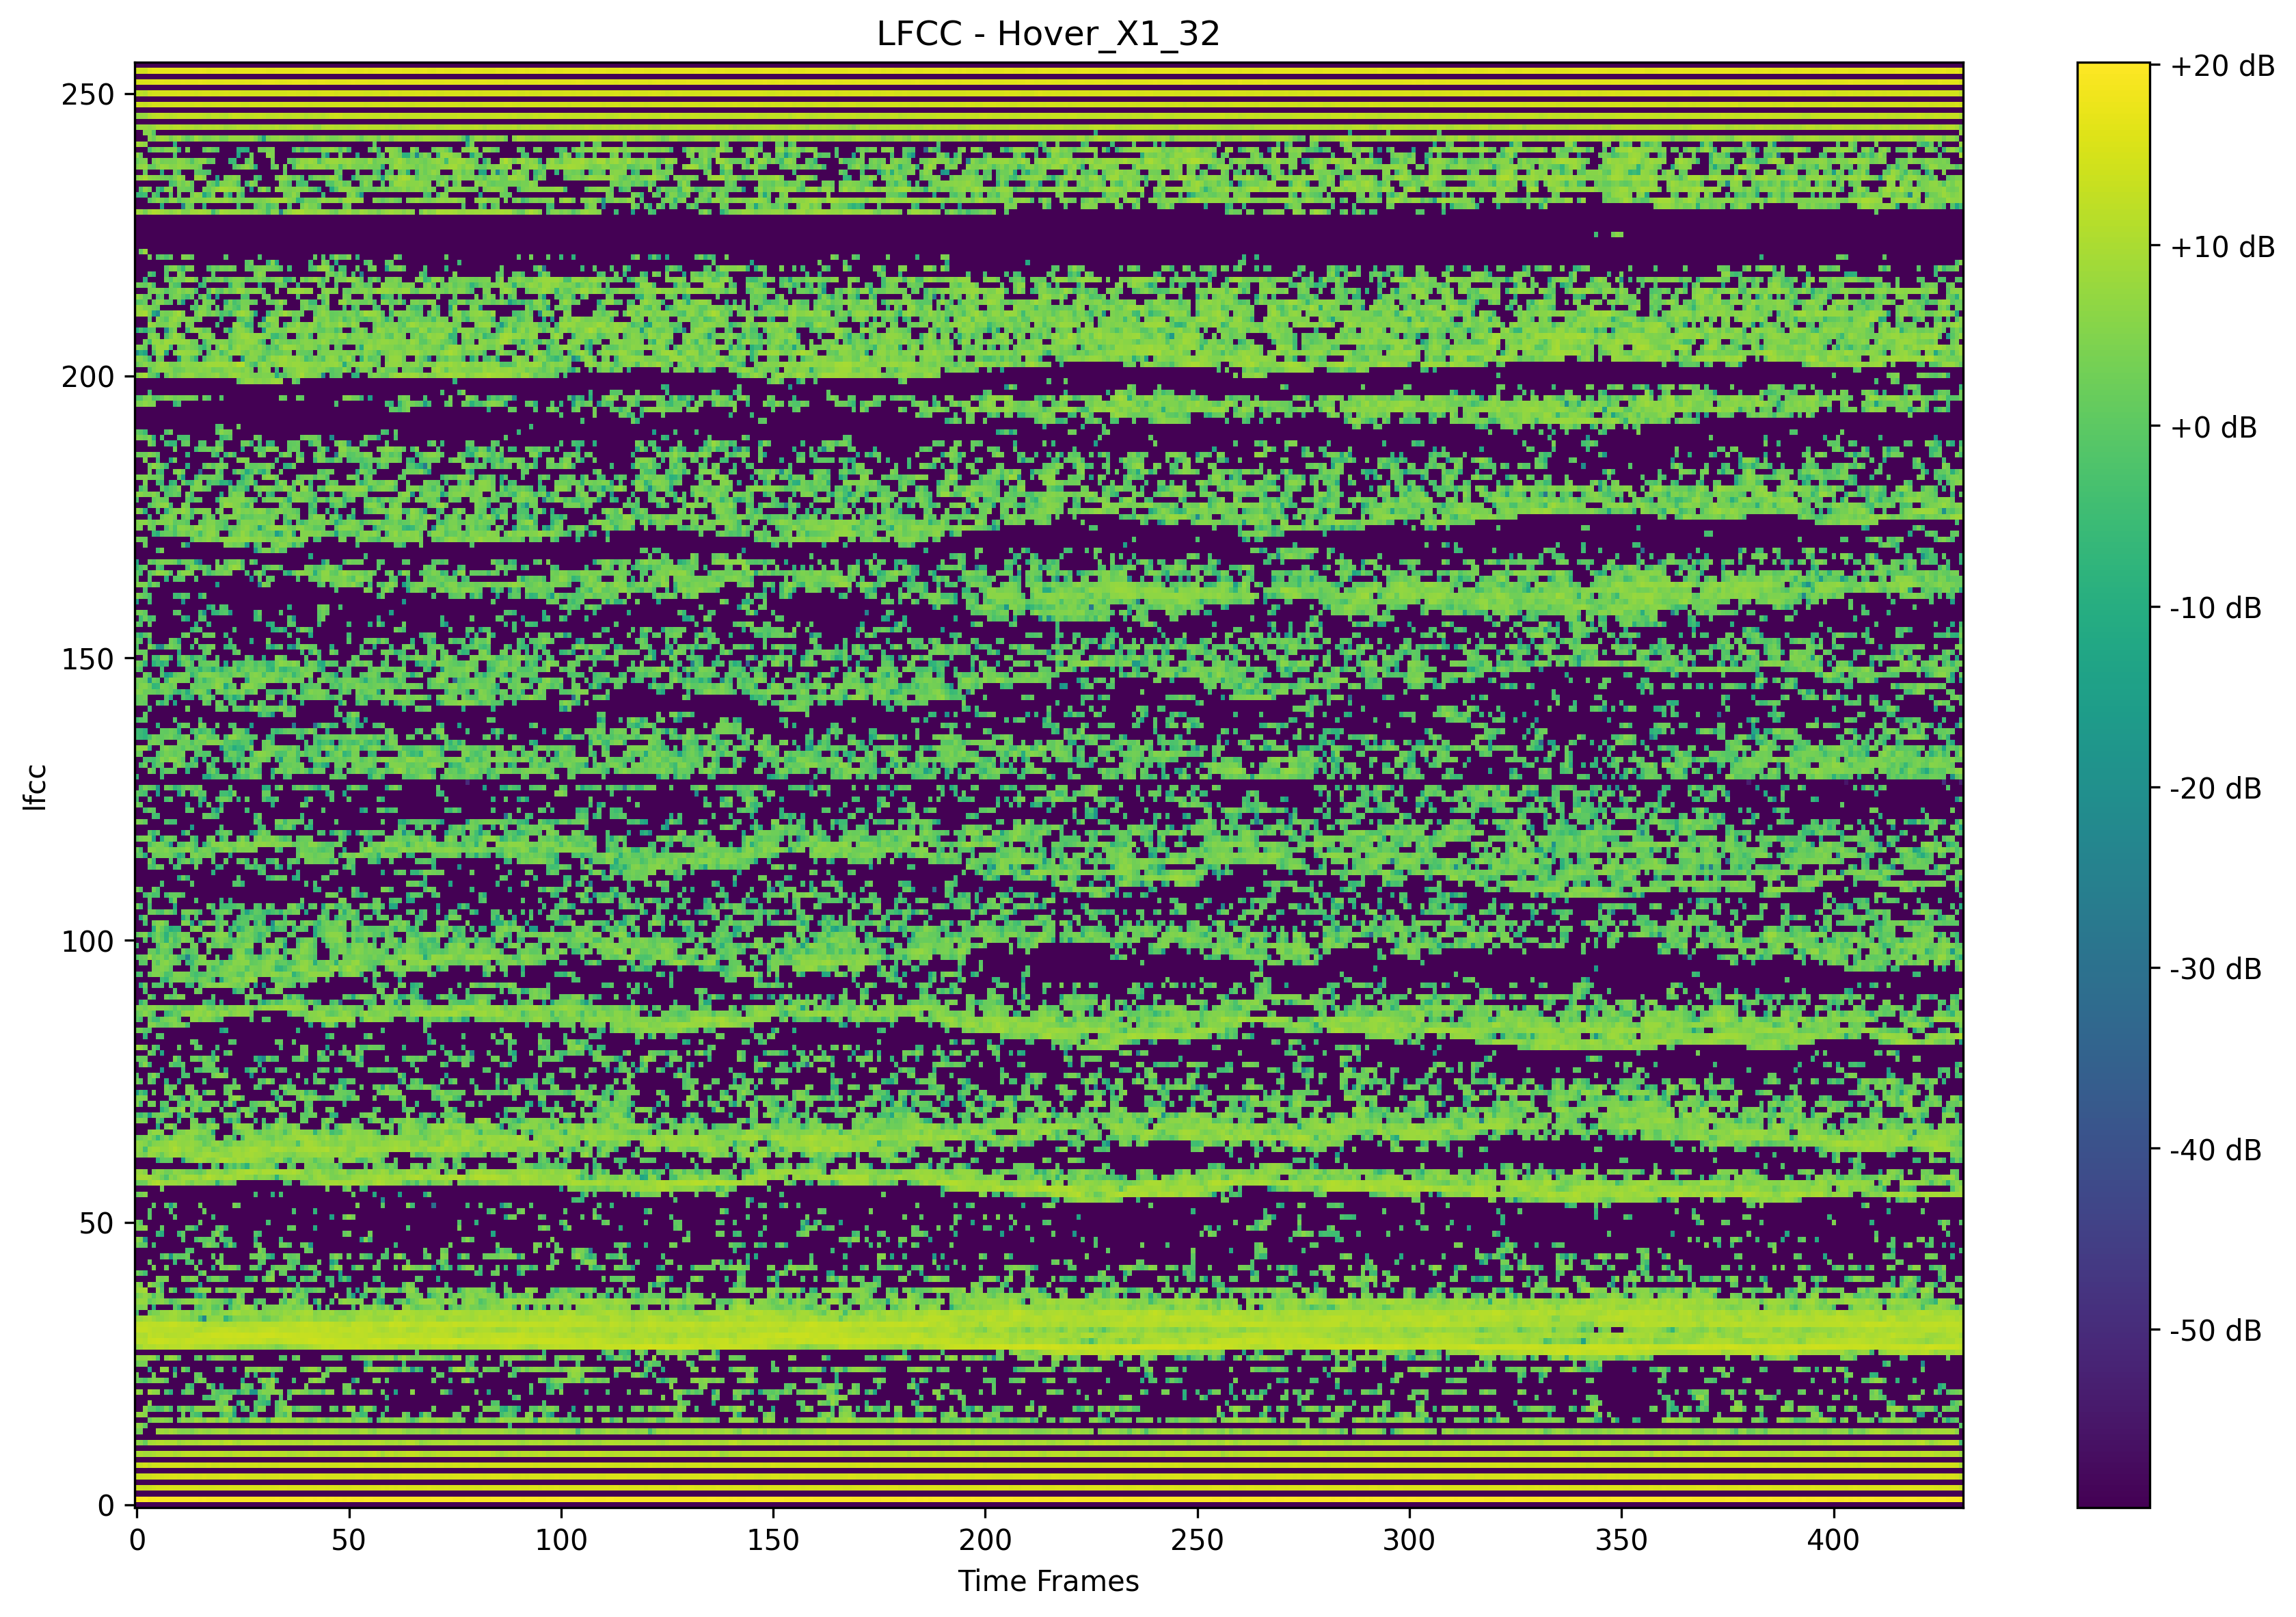 LFCC - Hover_X1_32
250
200
150
100
50
0
lfcc
0 50 100 150 200 250 300 350 400
Time Frames
+20 dB
+10 dB
+0 dB
-10 dB
-20 dB
-30 dB
-40 dB
-50 dB